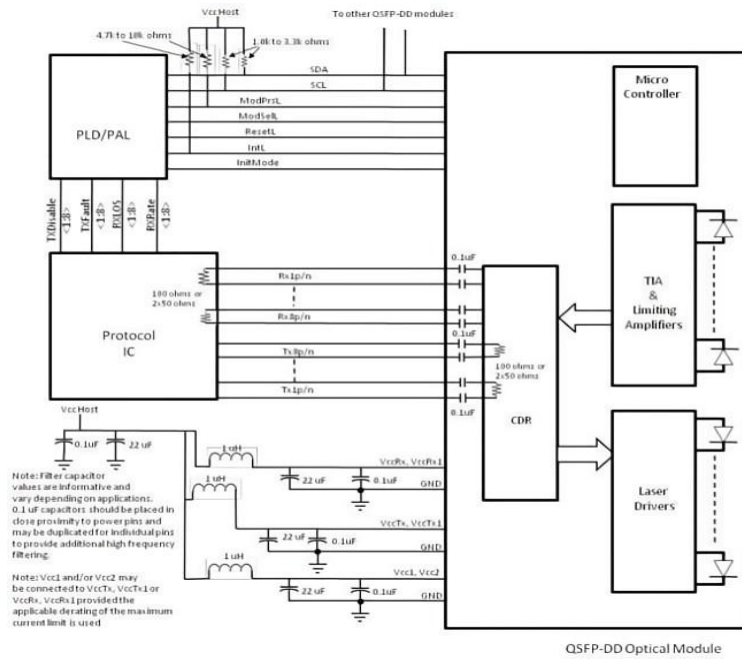 Vcc Host
To other QSFP-DD modules
4.7k to 10k ohms
1.0k to 3.3k ohms
SDA
SCL
ModPrsL
ModSelL
ResetL
IntL
InitMode
PLD/PAL
Micro
Controller
TXDisable
<1:8>
TXFault
<1:8>
RXLOS
<1:8>
RXRate
<1:8>
0.1uF
Rx1p/n
100 ohms or
2x50 ohms
Rx8p/n
0.1uF
Protocol
IC
Tx8p/n
Tx1p/n
0.1uF
100 ohms or
2x50 ohms
CDR
TIA
&
Limiting
Amplifiers
Laser
Drivers
Vcc Host
0.1uF
22 uF
1 uH
VccRx, VccRx1
22 uF
0.1uF
GND
1 uH
VccTx, VccTx1
22 uF
0.1uF
GND
1 uH
Vcc1, Vcc2
22 uF
0.1uF
GND
Note: Filter capacitor
values are informative and
vary depending on applications.
0.1 uF capacitors should be placed in
close proximity to power pins and
may be duplicated for individual pins
to provide additional high frequency
filtering.
Note: Vcc1 and/or Vcc2 may
be connected to VccTx, VccTx1 or
VccRx, VccRx1 provided the
applicable derating of the maximum
current limit is used
QSFP-DD Optical Module